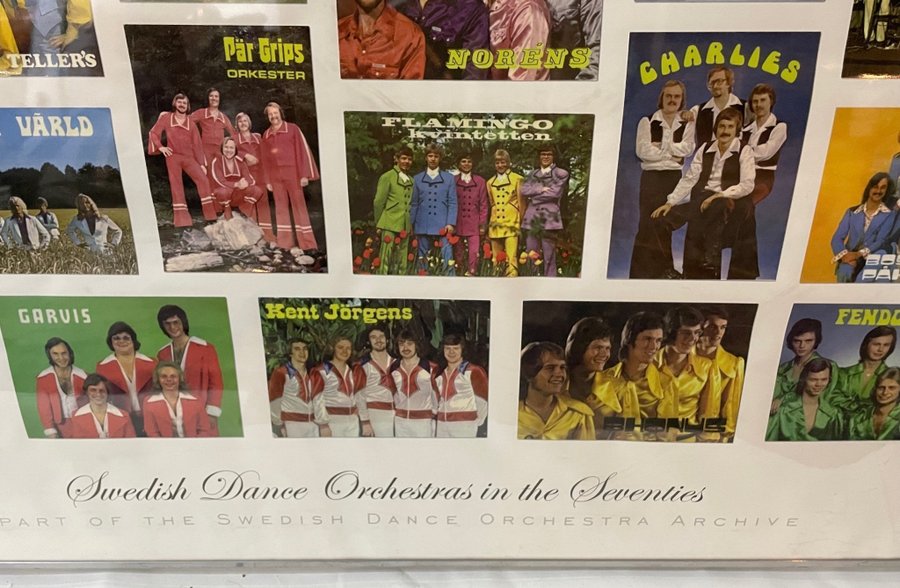 TELLER'S
Pär Grips
ORKESTER
NORÉNS
CHARLIES
VÄRLD
FLAMINGO
kvintetten
GARVIS
Kent Jörgens
PHONYS
FENDO
Swedish Dance Orchestras in the Seventies
PART OF THE SWEDISH DANCE ORCHESTRA ARCHIVE